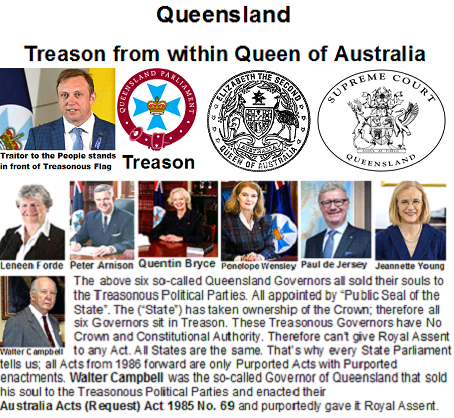 Queensland
Treason from within Queen of Australia
QUEENSLAND PARLIAMENT
ELIZABETH THE SECOND
QUEEN OF AUSTRALIA
SUPREME COURT
QUEENSLAND
Traitor to the People stands
in front of Treasonous Flag
Treason
Leneen Forde
Peter Arnison
Quentin Bryce
Penelope Wensley
Paul de Jersey
Jeannette Young
The above six so-called Queensland Governors all sold their souls to
the Treasonous Political Parties. All appointed by “Public Seal of the
State”. The (“State”) has taken ownership of the Crown; therefore all
six Governors sit in Treason. These Treasonous Governors have No
Crown and Constitutional Authority. Therefore can't give Royal Assent
to any Act. All States are the same. That's why every State Parliament
tells us; all Acts from 1986 forward are only Purported Acts with Purported
enactments. Walter Campbell was the so-called Governor of Queensland that sold
his soul to the Treasonous Political Parties and enacted their
Australia Acts (Request) Act 1985 No. 69 and purportedly gave it Royal Assent.
Walter Campbell